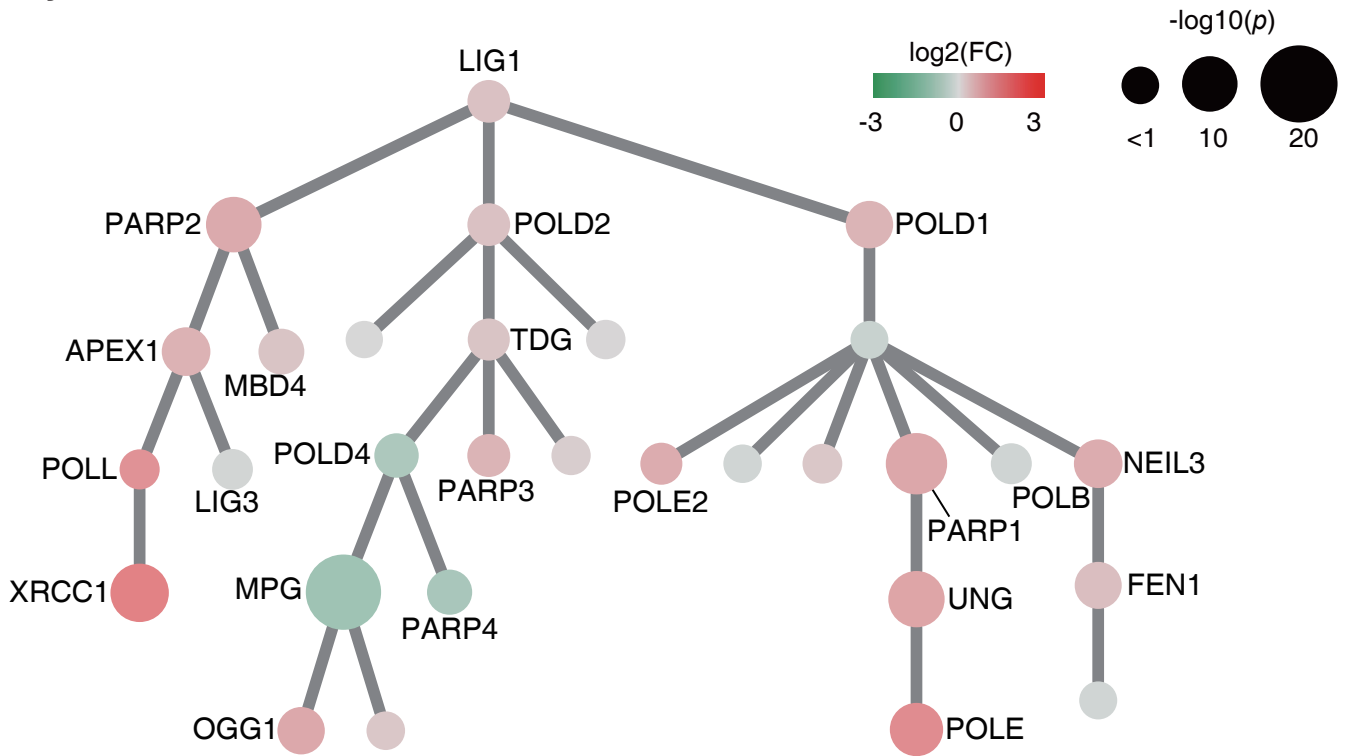 -log10(p)
log2(FC)
LIG1
-3 0 3
<1 10 20
PARP2
POLD2
POLD1
APEX1
MBD4
TDG
POLL
LIG3
POLD4
PARP3
POLE2
POLB
NEIL3
PARP1
XRCC1
MPG
PARP4
UNG
FEN1
OGG1
POLE